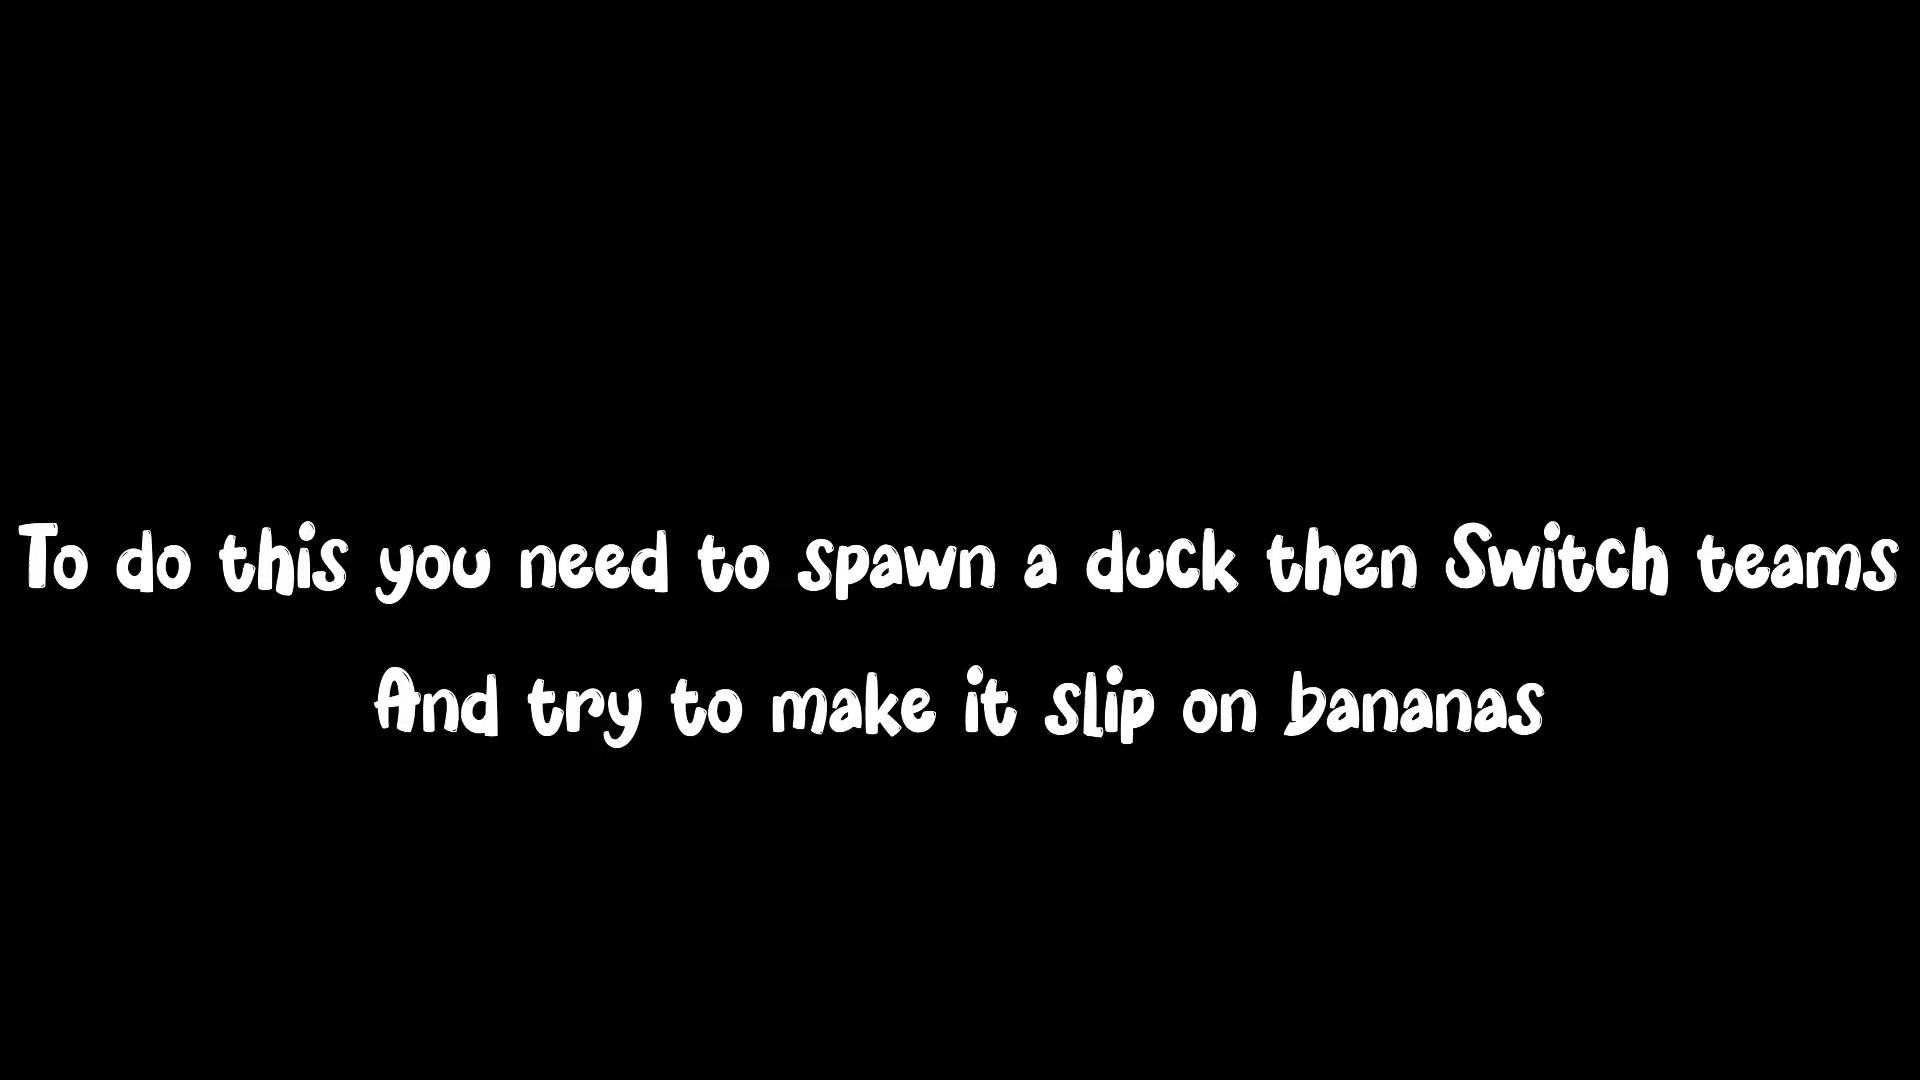 To do this you need to spawn a duck then Switch teams
And try to make it slip on bananas